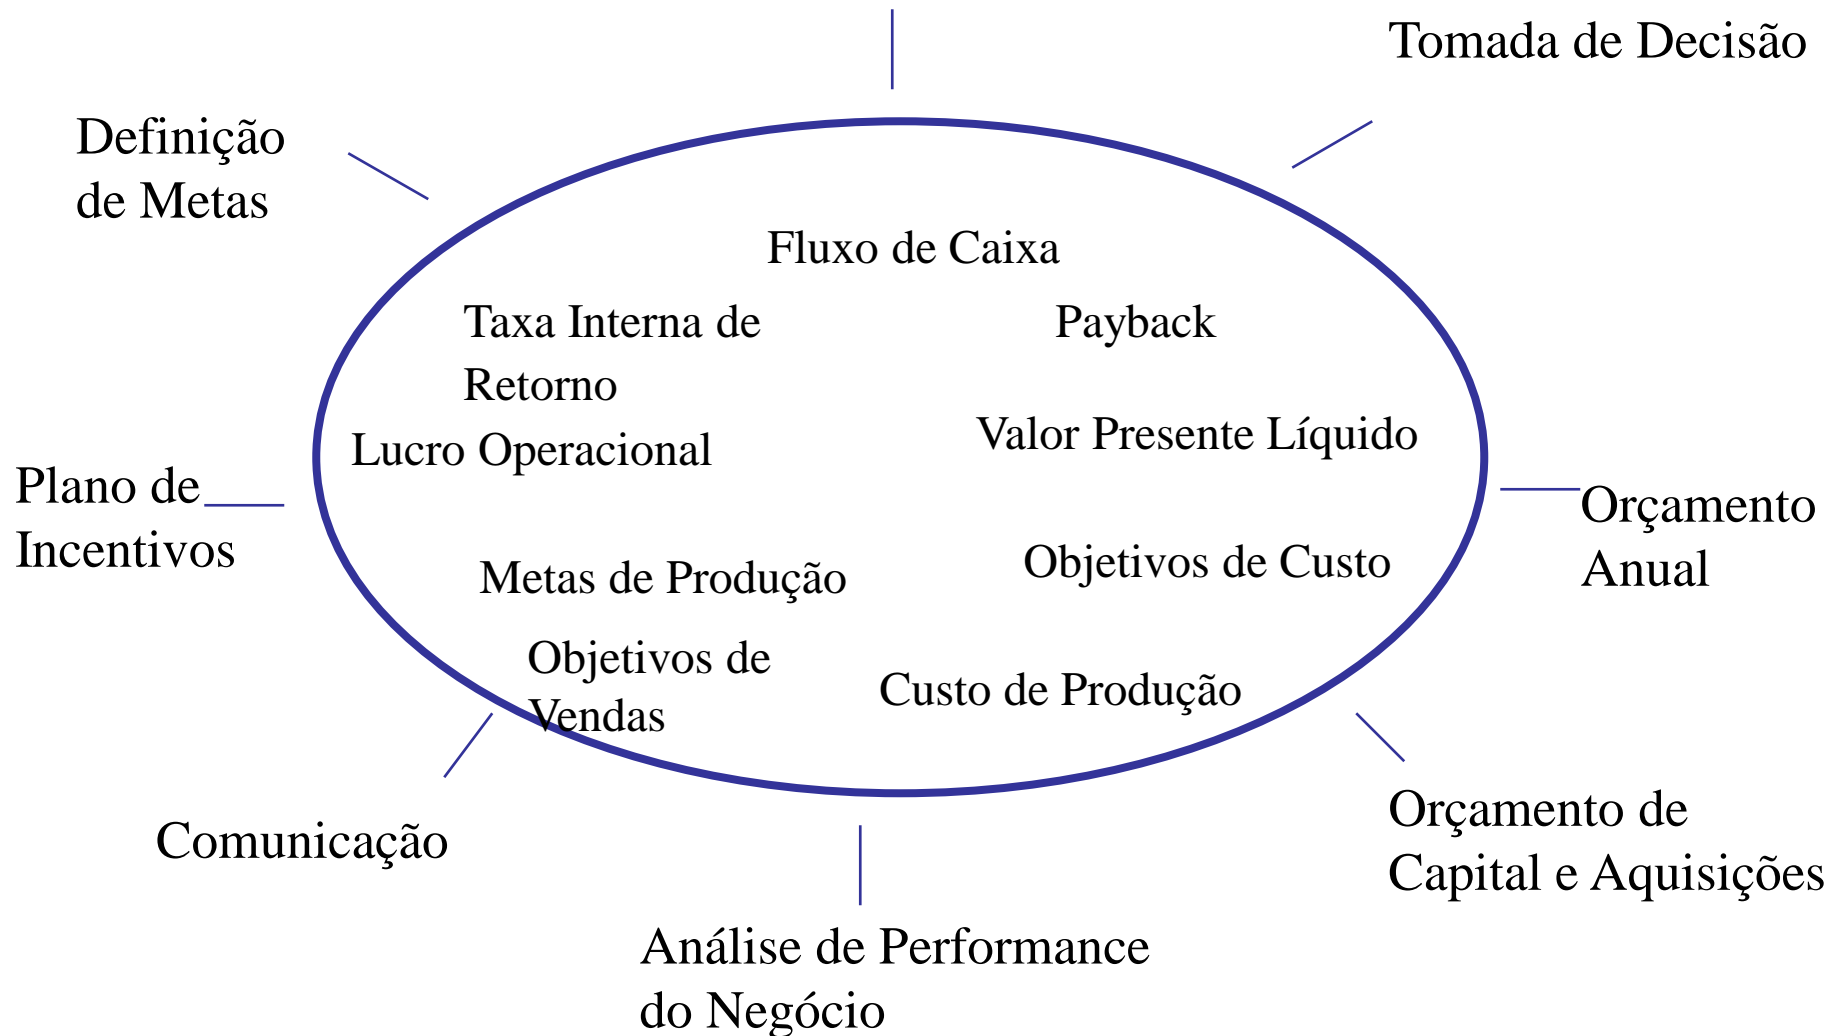 Tomada de Decisão
Definição
de Metas
Fluxo de Caixa
Taxa Interna de
Retorno
Payback
Lucro Operacional
Valor Presente Líquido
Plano de
Incentivos
Orçamento
Anual
Metas de Produção
Objetivos de Custo
Objetivos de
Vendas
Custo de Produção
Comunicação
Orçamento de
Capital e Aquisições
Análise de Performance
do Negócio